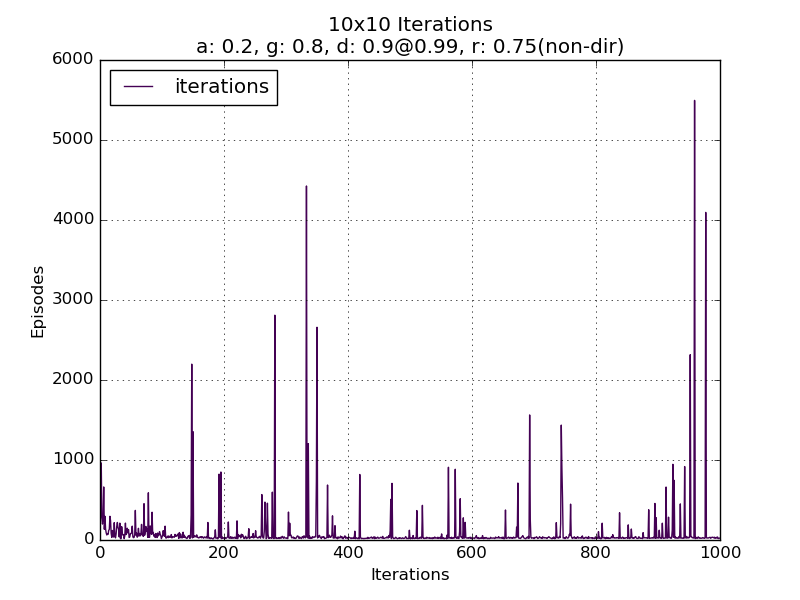 10x10 Iterations
a: 0.2, g: 0.8, d: 0.9@0.99, r: 0.75(non-dir)
iterations
6000
5000
4000
3000
2000
1000
0
Episodes
0 200 400 600 800 1000
Iterations